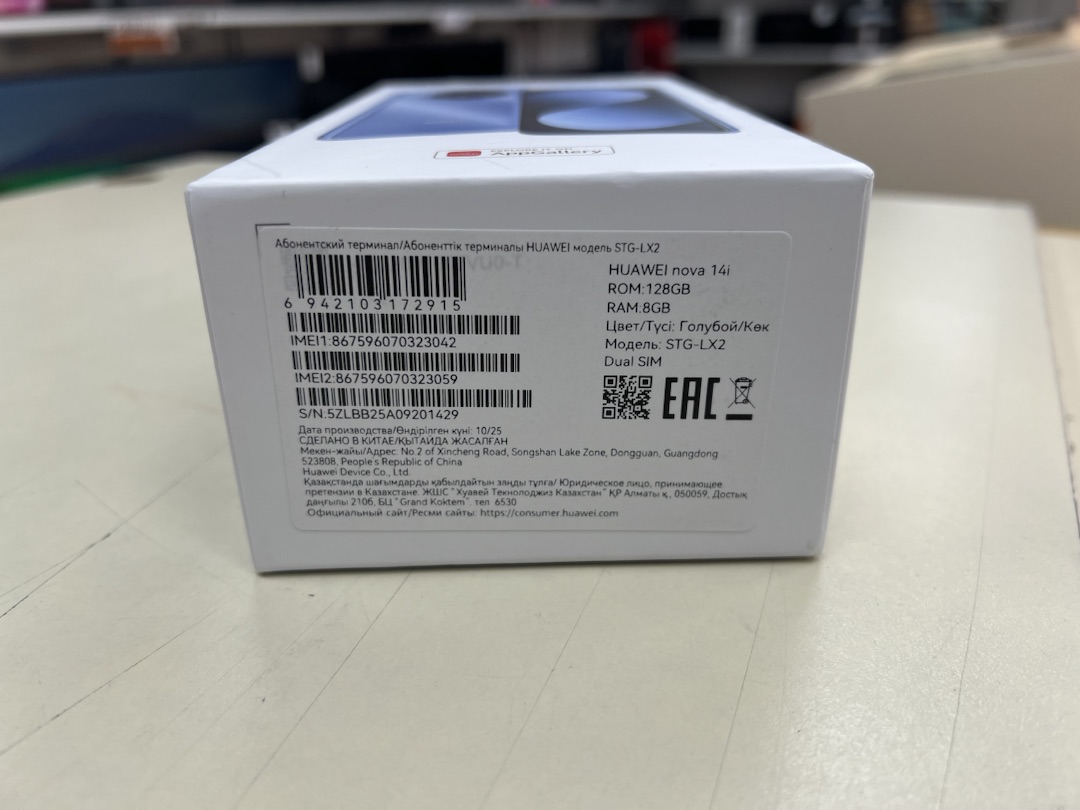 EXPLORE IT ON
AppGallery
Абонентский терминал/Абоненттік терминалы HUAWEI модель STG-LX2
6 942103172915
IMEI1:867596070323042
IMEI2:867596070323059
S/N:5ZLBB25A09201429
HUAWEI nova 14i
ROM:128GB
RAM:8GB
Цвет/Түсі: Голубой/Көк
Модель: STG-LX2
Dual SIM
EAC
Дата производства/Өндірілген күні: 10/25
СДЕЛАНО В КИТАЕ/ҚЫТАЙДА ЖАСАЛҒАН
Мекен-жайы/Адрес: No.2 of Xincheng Road, Songshan Lake Zone, Dongguan, Guangdong
523808, People's Republic of China
Huawei Device Co., Ltd.
Қазақстанда шағымдарды қабылдайтын заңды тұлға/ Юридическое лицо, принимающее
претензии в Казахстане: ЖШС "Хуавей Текнолоджиз Казахстан" ҚР Алматы қ., 050059, Достық
даңғылы 210б, БЦ "Grand Koktem". тел 6530
Официальный сайт/Ресми сайты: https://consumer.huawei.com